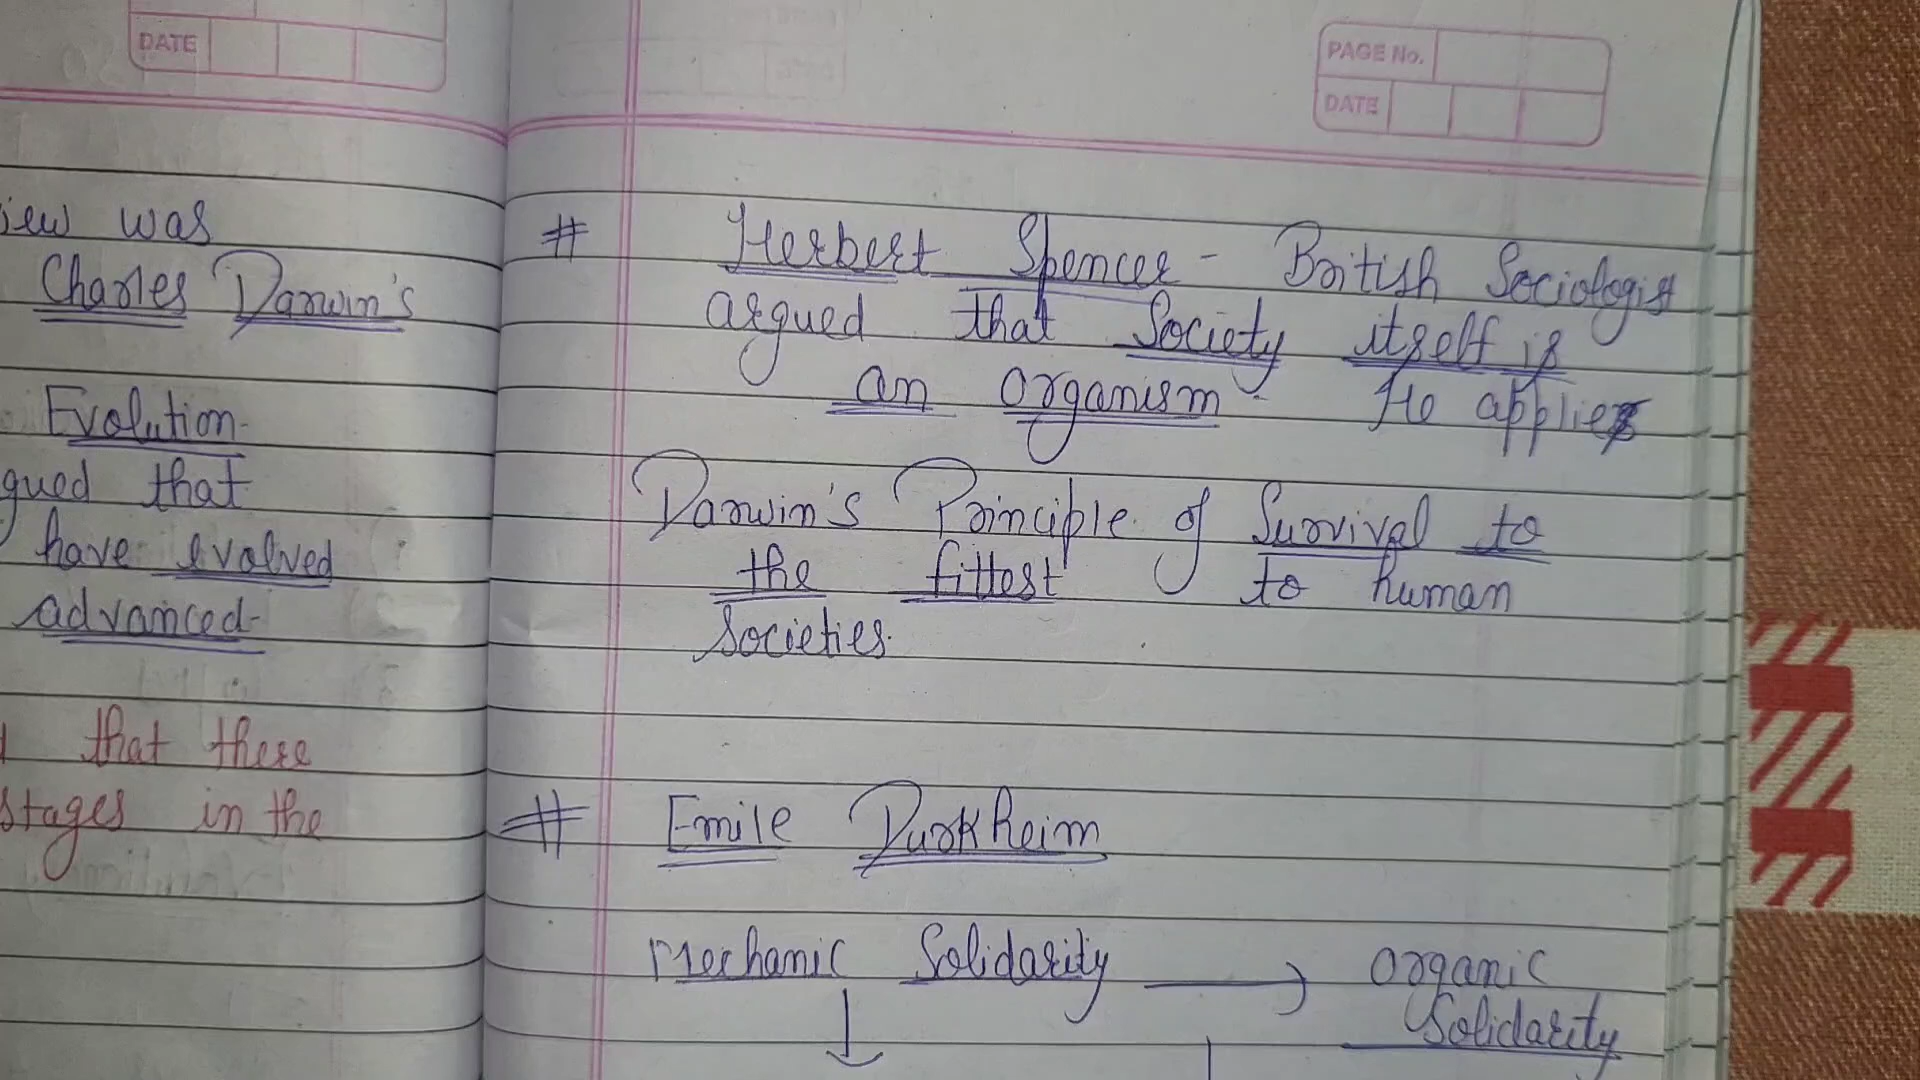 DATE
iew was
Charles Darwin's
Evolution
gued that
have evolved
advanced-
that there
stages in the
PAGE No.
DATE
# Herbert Spencer - British Sociologist
argued that Society itself is
an organism. He applies
Darwin's Principle of Survival to
the fittest to human
Societies.
# Emile Durkheim
Mechanic Solidarity → organic
Solidarity
↓